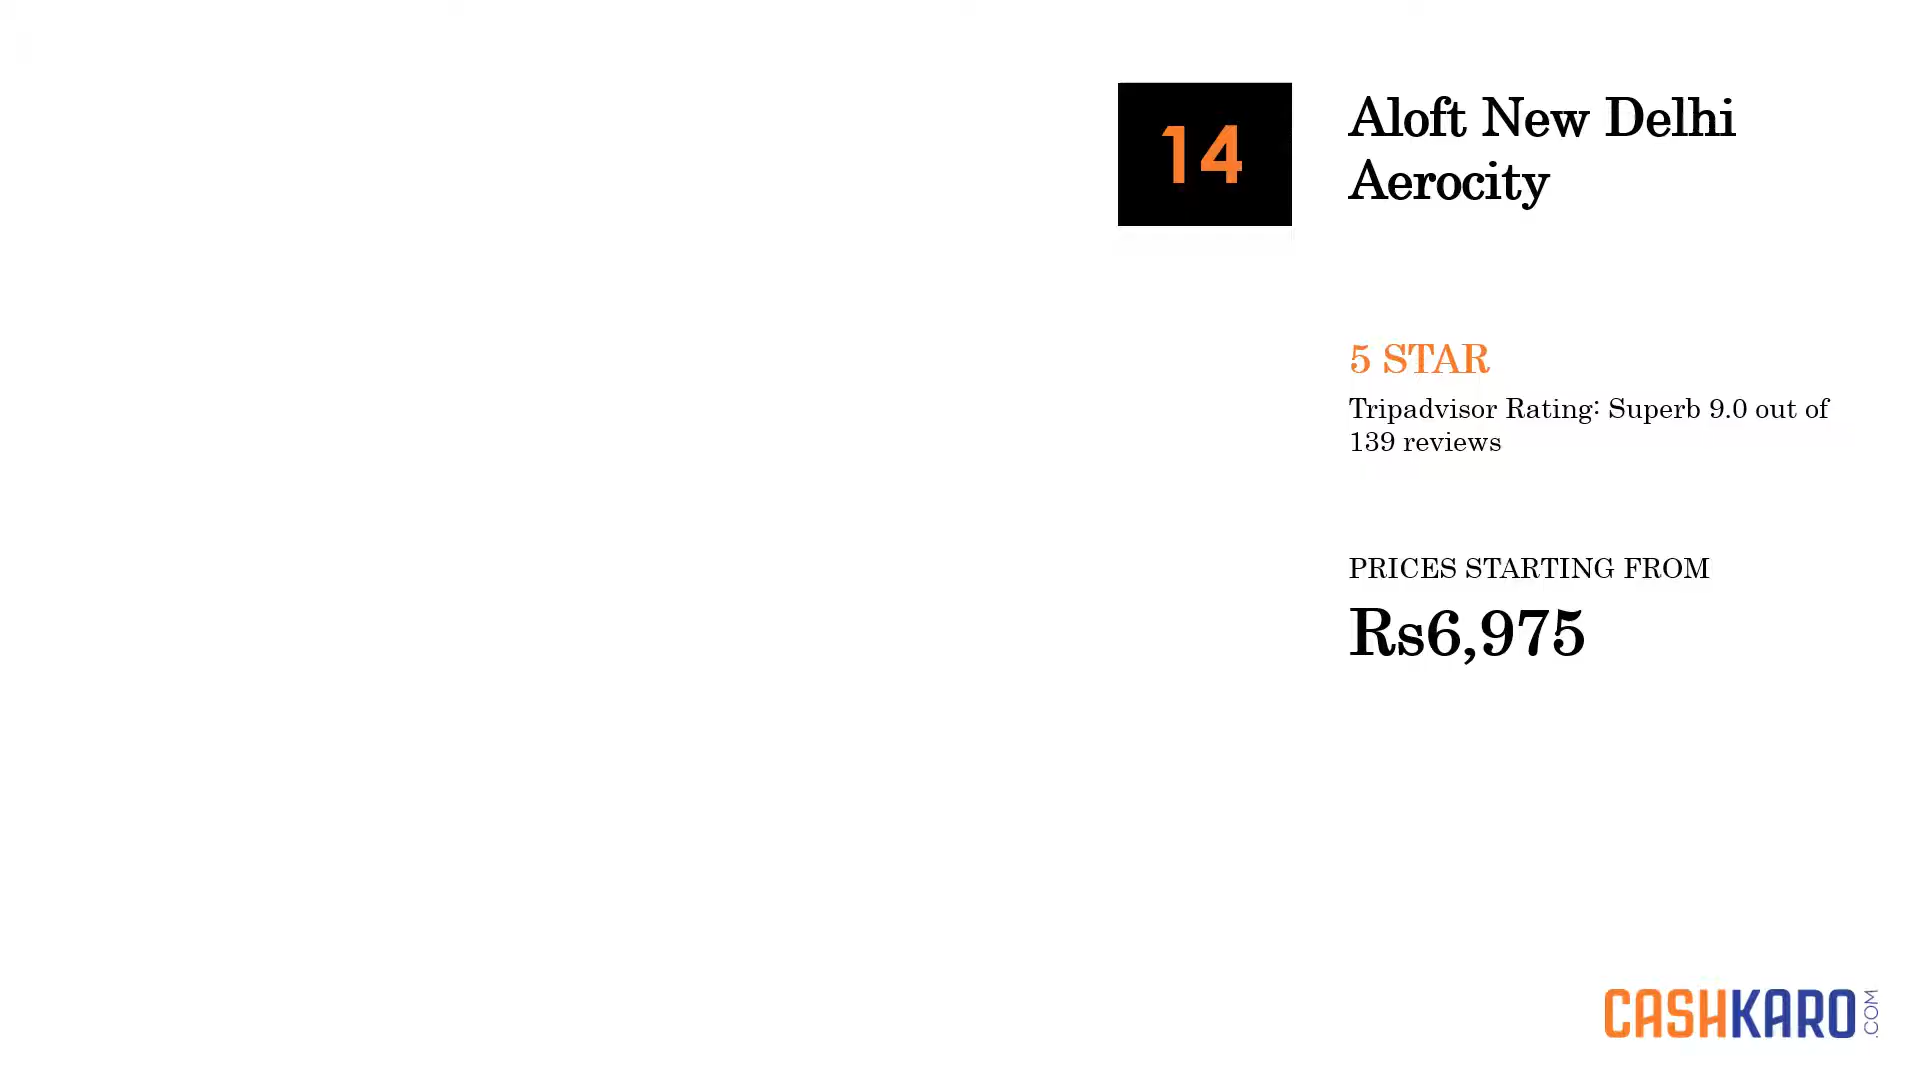 14
Aloft New Delhi
Aerocity
5 STAR
Tripadvisor Rating: Superb 9.0 out of
139 reviews
PRICES STARTING FROM
Rs6,975
CASHKARO.COM